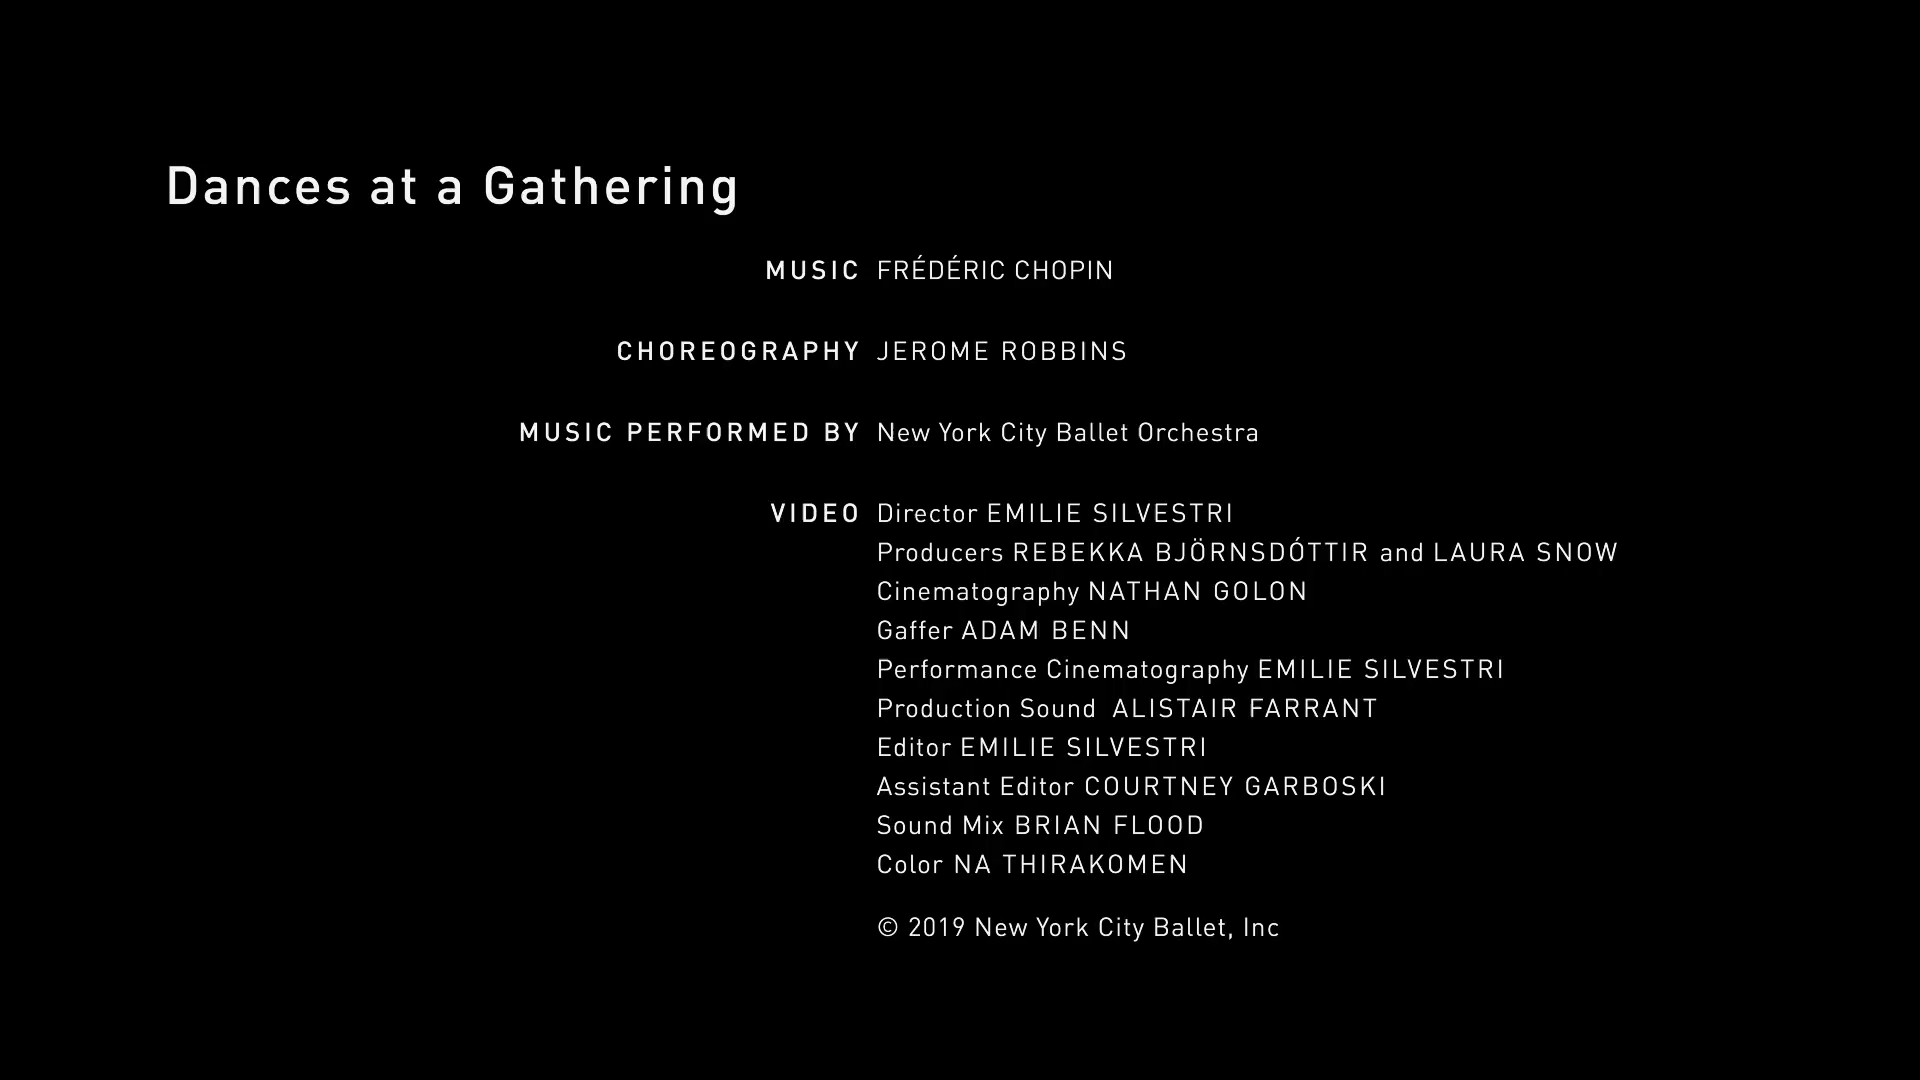 Dances at a Gathering
MUSIC FRÉDÉRIC CHOPIN
CHOREOGRAPHY JEROME ROBBINS
MUSIC PERFORMED BY New York City Ballet Orchestra
VIDEO Director EMILIE SILVESTRI
Producers REBEKKA BJÖRNSDÓTTIR and LAURA SNOW
Cinematography NATHAN GOLON
Gaffer ADAM BENN
Performance Cinematography EMILIE SILVESTRI
Production Sound ALISTAIR FARRANT
Editor EMILIE SILVESTRI
Assistant Editor COURTNEY GARBOSKI
Sound Mix BRIAN FLOOD
Color NA THIRAKOMEN
© 2019 New York City Ballet, Inc